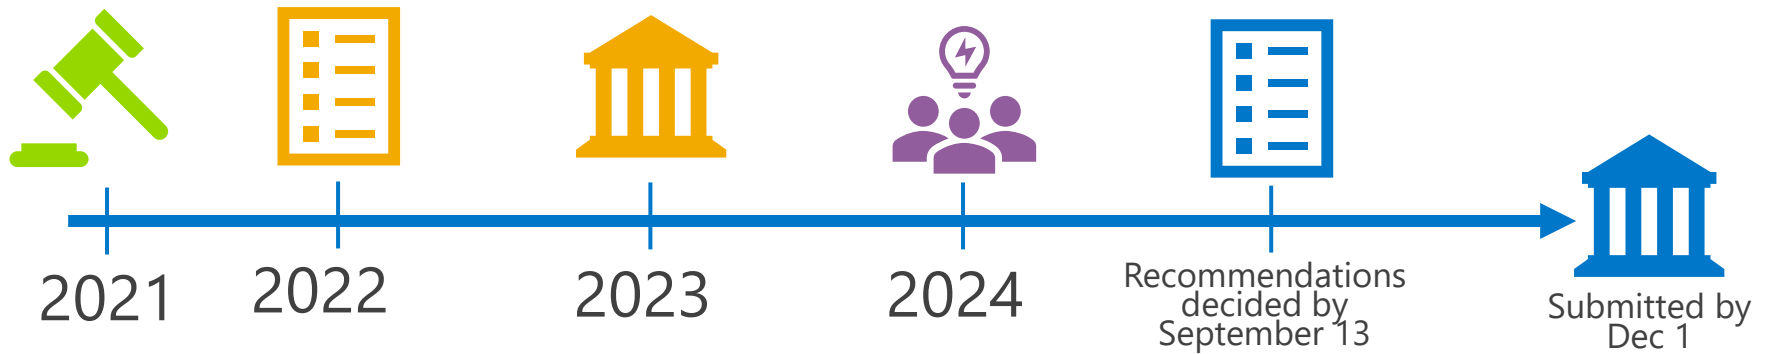 2021
2022
2023
2024
Recommendations
decided by
September 13
Submitted by
Dec 1